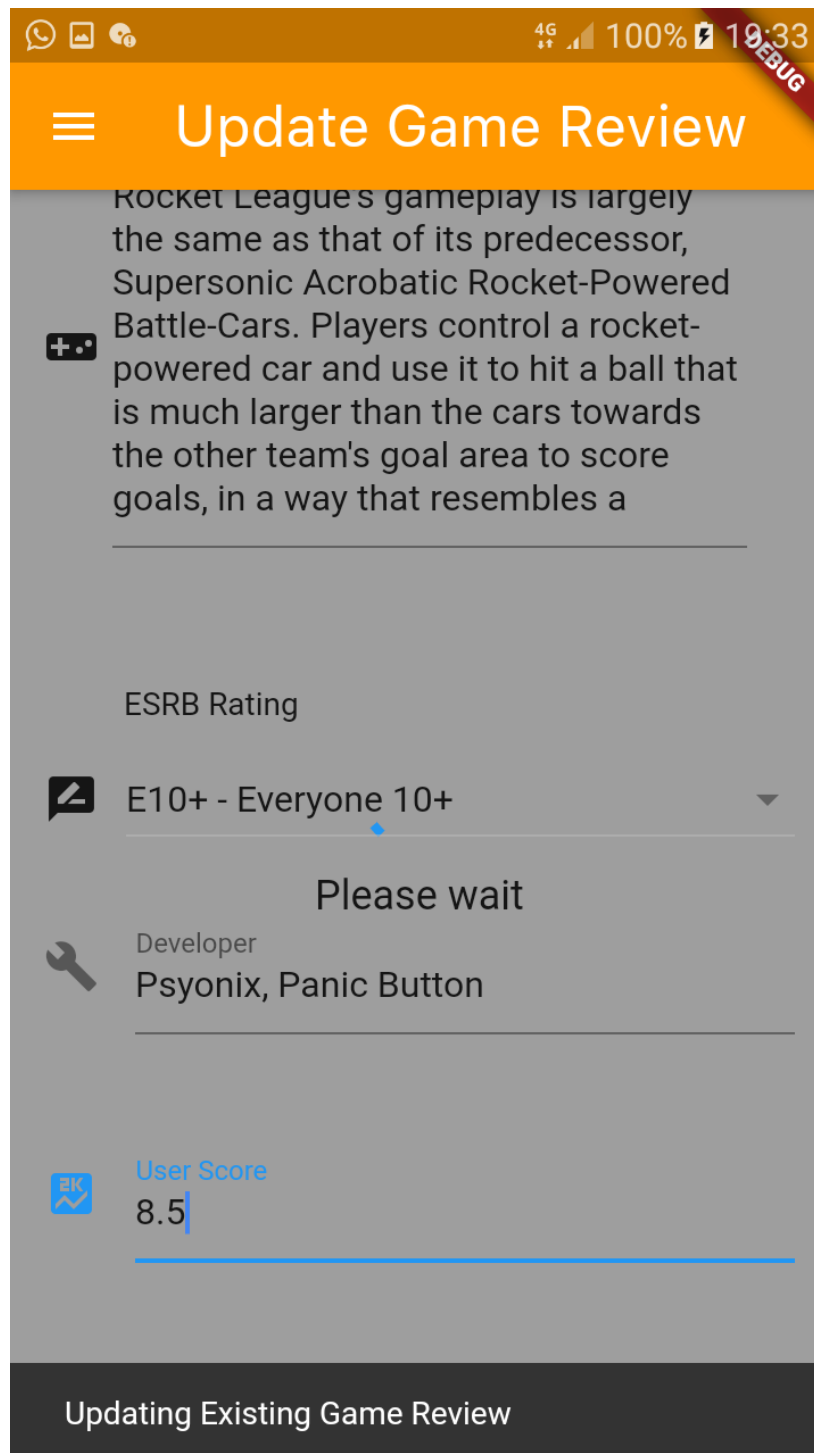 4G 100% 19:33
DEBUG
Update Game Review
Rocket League's gameplay is largely
the same as that of its predecessor,
Supersonic Acrobatic Rocket-Powered
Battle-Cars. Players control a rocket-
powered car and use it to hit a ball that
is much larger than the cars towards
the other team's goal area to score
goals, in a way that resembles a
ESRB Rating
E10+ - Everyone 10+
Please wait
Developer
Psyonix, Panic Button
User Score
2K
8.5
Updating Existing Game Review